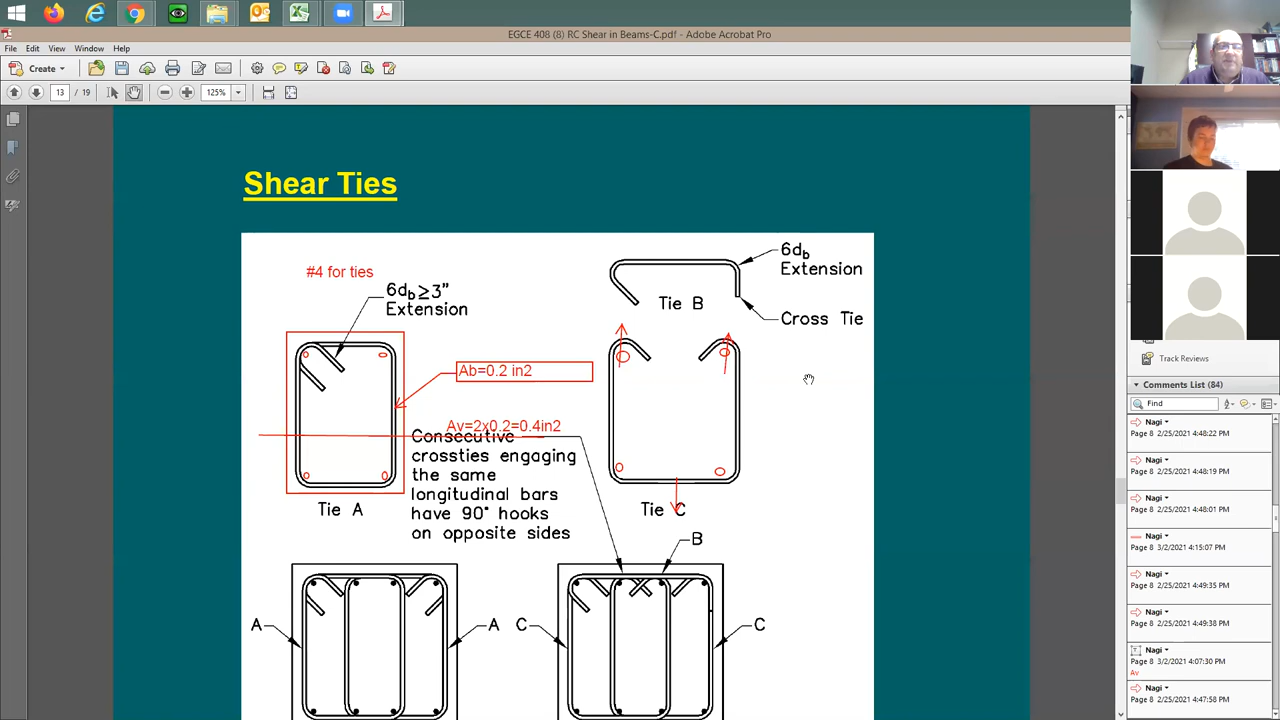 EGCE 408 (8) RC Shear in Beams-C.pdf - Adobe Acrobat Pro
File Edit View Window Help
Create
13 / 19
125%
Shear Ties
#4 for ties
6db≥3"
Extension
6db
Extension
Tie B
Cross Tie
Ab=0.2 in2
Av=2x0.2=0.4in2
Consecutive
crossties engaging
the same
longitudinal bars
have 90° hooks
on opposite sides
Tie A
Tie C
B
A
A
C
C
Track Reviews
Comments List (84)
Find
Nagi
Page 8 2/25/2021 4:48:22 PM
Nagi
Page 8 2/25/2021 4:48:19 PM
Nagi
Page 8 2/25/2021 4:48:01 PM
Nagi
Page 8 3/2/2021 4:15:07 PM
Nagi
Page 8 2/25/2021 4:49:35 PM
Nagi
Page 8 2/25/2021 4:49:38 PM
Nagi
Page 8 3/2/2021 4:07:30 PM
Av
Nagi
Page 8 2/25/2021 4:47:58 PM